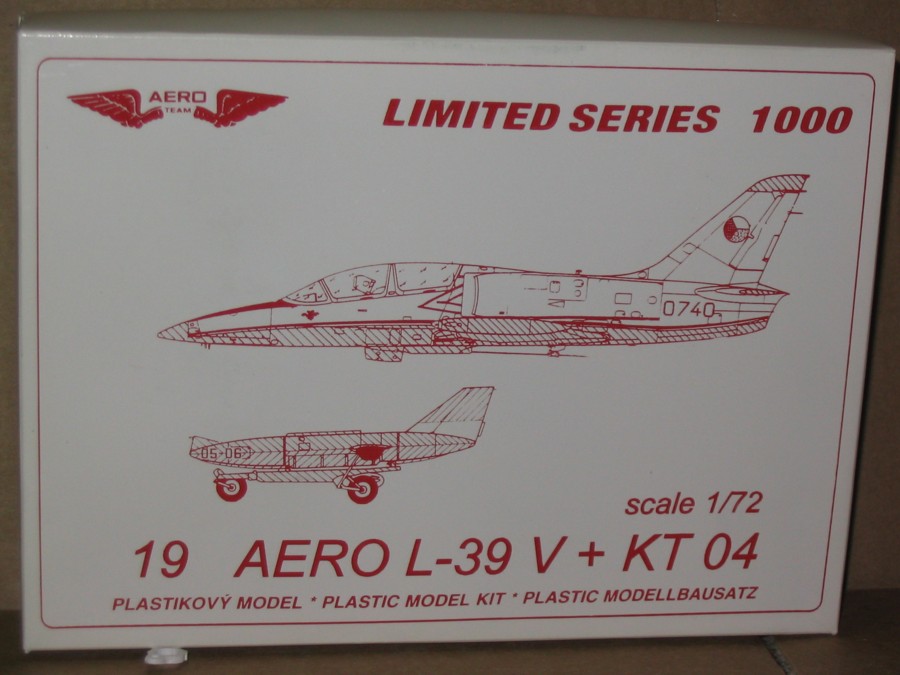 AERO
TEAM
LIMITED SERIES 1000
0740
05-06
scale 1/72
19 AERO L-39 V + KT 04
PLASTIKOVÝ MODEL * PLASTIC MODEL KIT * PLASTIC MODELLBAUSATZ